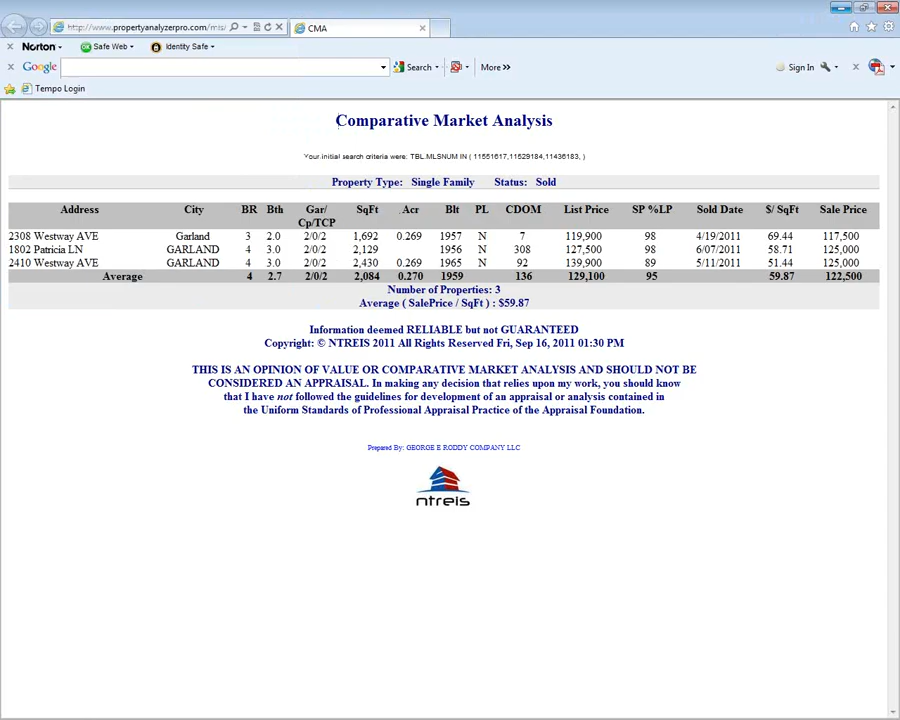 http://www.propertyanalyzerpro.com/mis/
CMA
Norton
Safe Web
Identity Safe
Google
Search
More »
Sign In
Tempo Login
Comparative Market Analysis
Your initial search criteria were: TBL.MLSNUM IN ( 11551617,11529184,11436183, )
Property Type: Single Family Status: Sold
Address City BR Bth Gar/ Cp/TCP SqFt Acr Blt PL CDOM List Price SP %LP Sold Date $/ SqFt Sale Price
2308 Westway AVE Garland 3 2.0 2/0/2 1,692 0.269 1957 N 7 119,900 98 4/19/2011 69.44 117,500
1802 Patricia LN GARLAND 4 3.0 2/0/2 2,129 1956 N 308 127,500 98 6/07/2011 58.71 125,000
2410 Westway AVE GARLAND 4 3.0 2/0/2 2,430 0.269 1965 N 92 139,900 89 5/11/2011 51.44 125,000
Average 4 2.7 2/0/2 2,084 0.270 1959 136 129,100 95 59.87 122,500
Number of Properties: 3
Average ( SalePrice / SqFt ) : $59.87
Information deemed RELIABLE but not GUARANTEED
Copyright: © NTREIS 2011 All Rights Reserved Fri, Sep 16, 2011 01:30 PM
THIS IS AN OPINION OF VALUE OR COMPARATIVE MARKET ANALYSIS AND SHOULD NOT BE
CONSIDERED AN APPRAISAL. In making any decision that relies upon my work, you should know
that I have not followed the guidelines for development of an appraisal or analysis contained in
the Uniform Standards of Professional Appraisal Practice of the Appraisal Foundation.
Prepared By: GEORGE E RODDY COMPANY LLC
ntreis